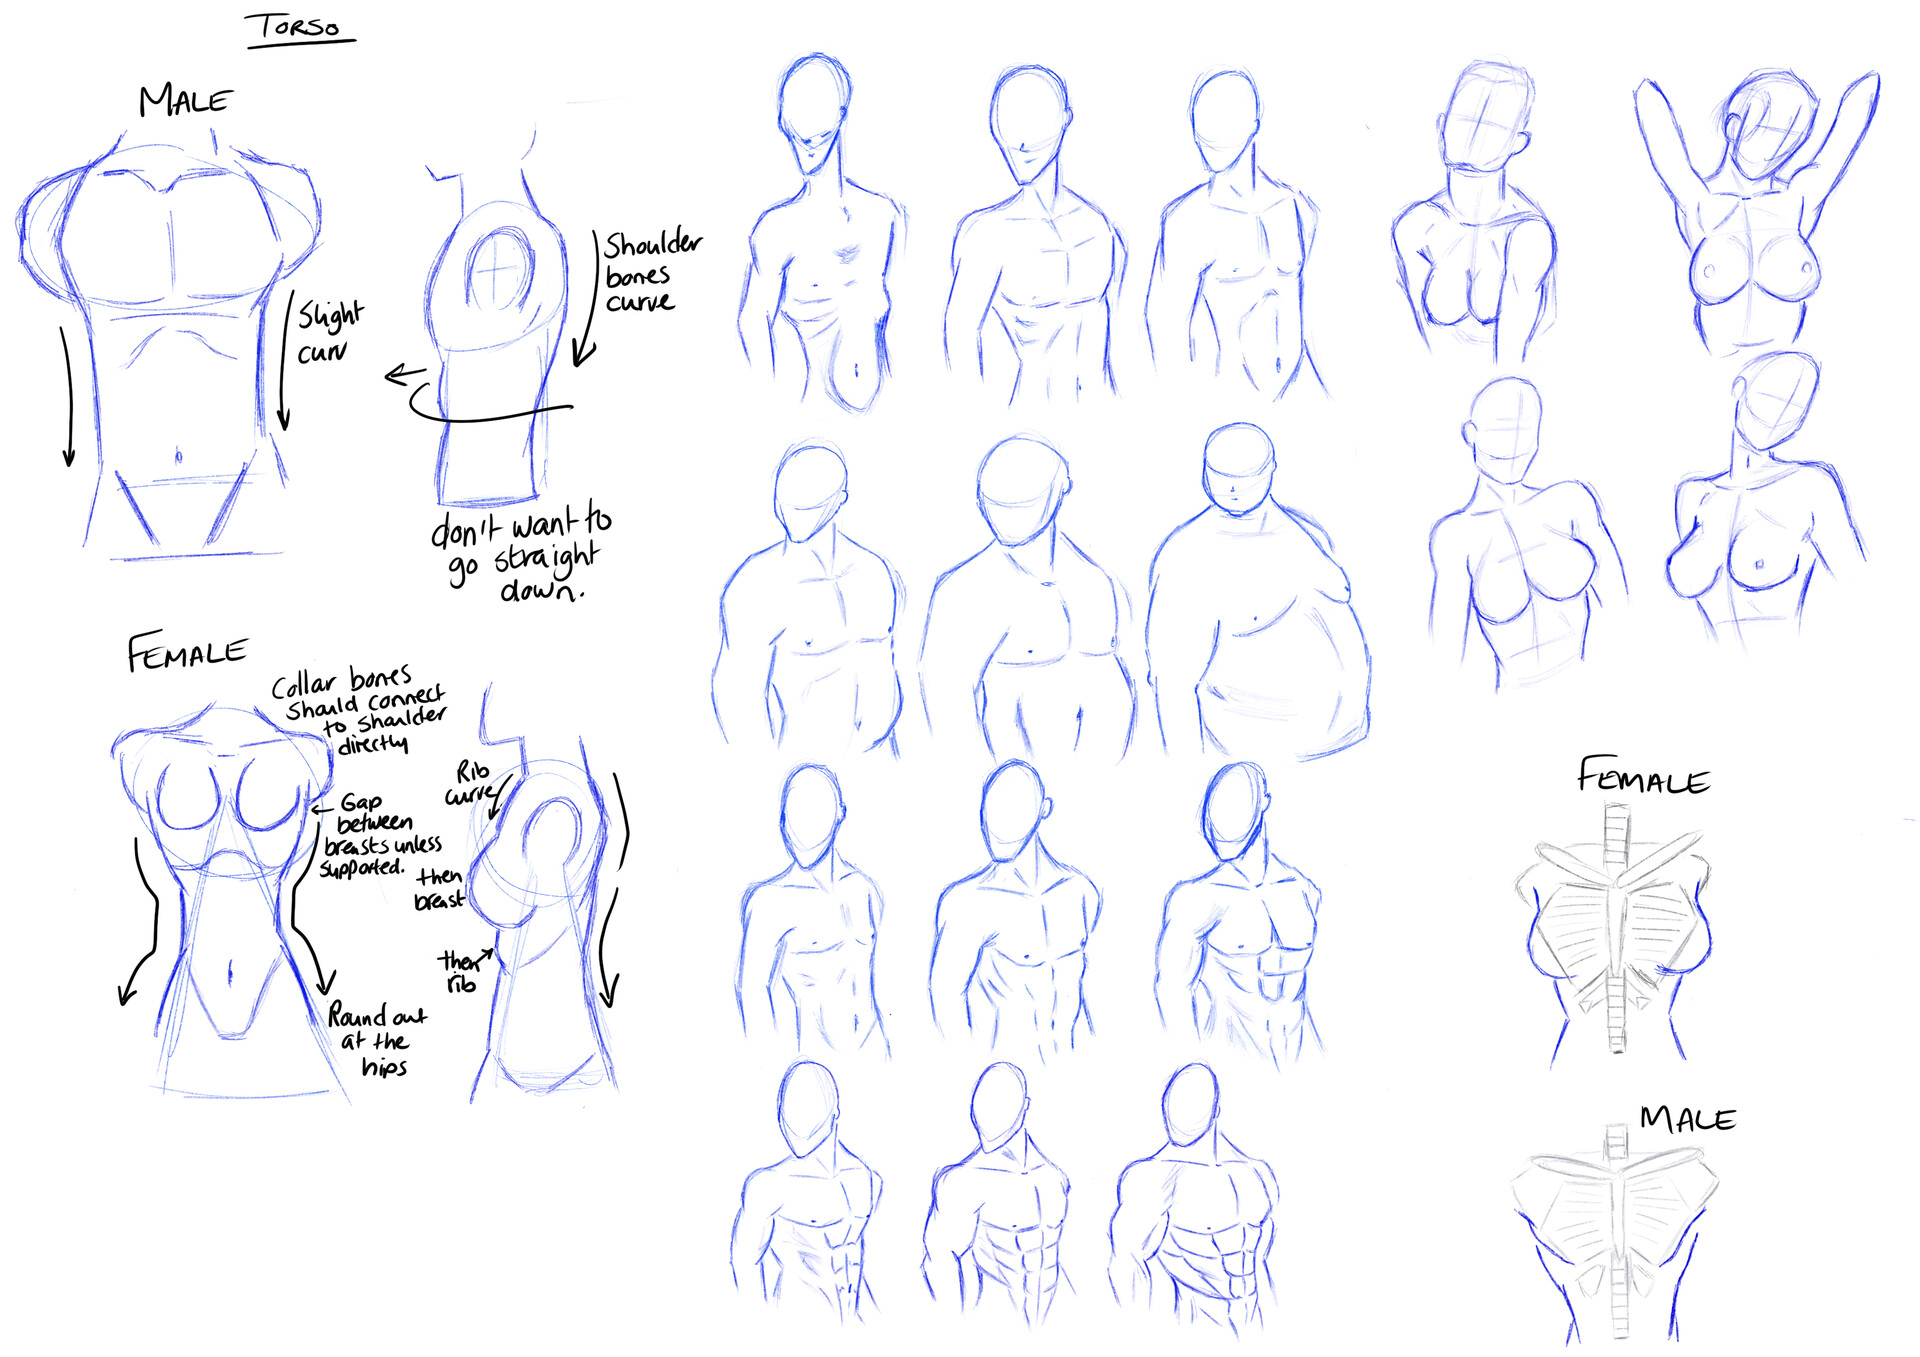 TORSO
MALE
Slight
curv
Shoulder
bones
curve
don't want to
go straight
down.
FEMALE
Collar bones
should connect
to shoulder
directly
Gap
between
breasts unless
supported.
Round out
at the
hips
Rib
curve
then
breast
then
rib
FEMALE
MALE